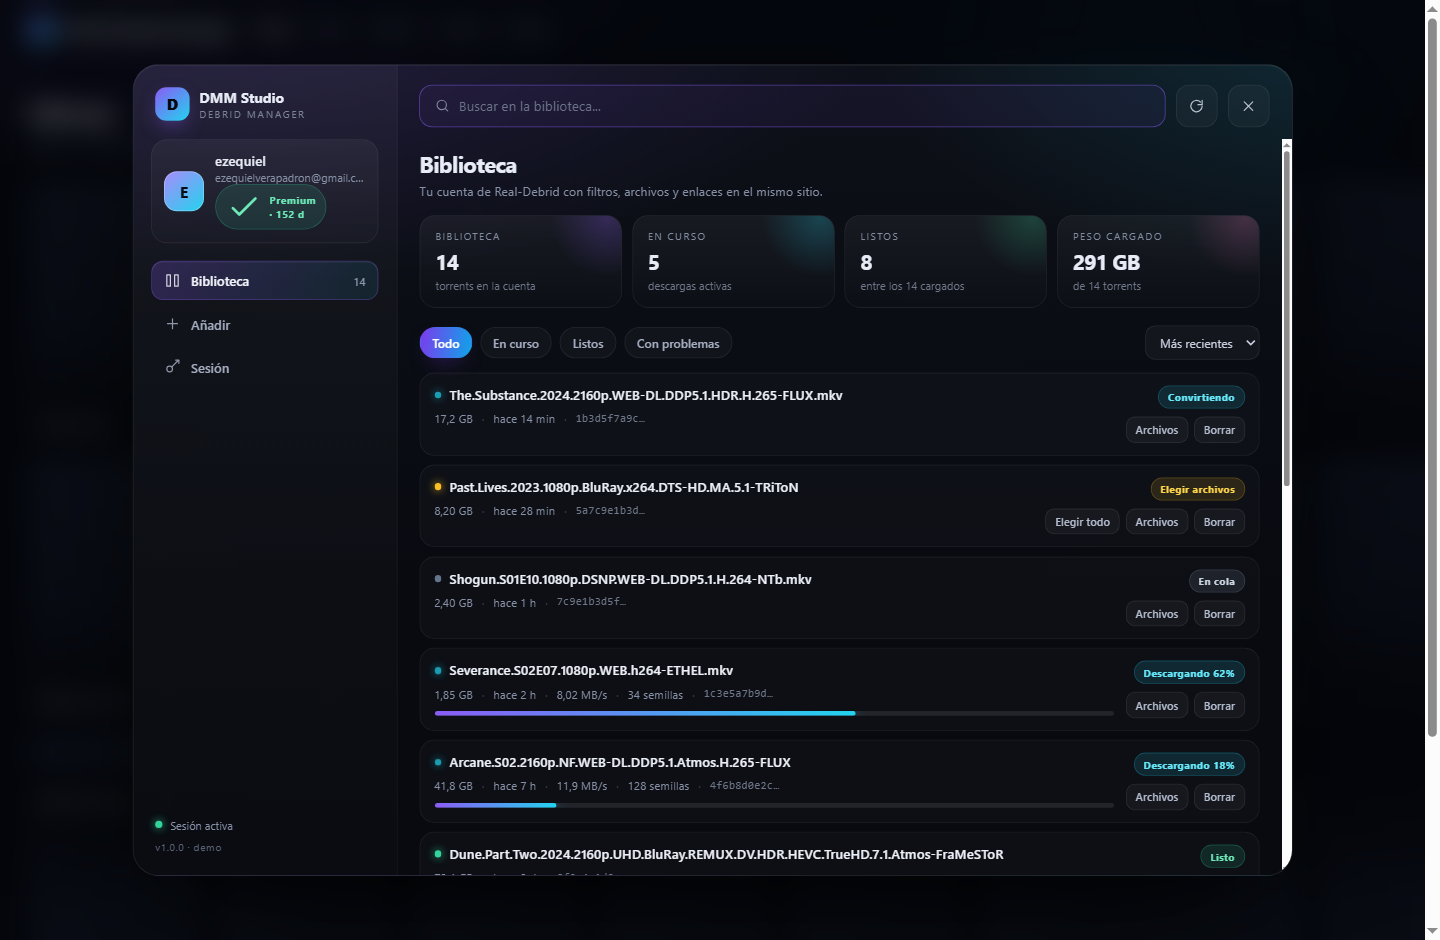 D
DMM Studio
DEBRID MANAGER
E
ezequiel
ezequielverapadron@gmail.c...
Premium
· 152 d
Biblioteca 14
Añadir
Sesión
Sesión activa
v1.0.0 · demo
Buscar en la biblioteca...
Biblioteca
Tu cuenta de Real-Debrid con filtros, archivos y enlaces en el mismo sitio.
BIBLIOTECA
14
torrents en la cuenta
EN CURSO
5
descargas activas
LISTOS
8
entre los 14 cargados
PESO CARGADO
291 GB
de 14 torrents
Todo En curso Listos Con problemas Más recientes
The.Substance.2024.2160p.WEB-DL.DDP5.1.HDR.H.265-FLUX.mkv Convirtiendo
17,2 GB · hace 14 min · 1b3d5f7a9c…
Archivos Borrar
Past.Lives.2023.1080p.BluRay.x264.DTS-HD.MA.5.1-TRiToN Elegir archivos
8,20 GB · hace 28 min · 5a7c9e1b3d…
Elegir todo Archivos Borrar
Shogun.S01E10.1080p.DSNP.WEB-DL.DDP5.1.H.264-NTb.mkv En cola
2,40 GB · hace 1 h · 7c9e1b3d5f…
Archivos Borrar
Severance.S02E07.1080p.WEB.h264-ETHEL.mkv Descargando 62%
1,85 GB · hace 2 h · 8,02 MB/s · 34 semillas · 1c3e5a7b9d…
Archivos Borrar
Arcane.S02.2160p.NF.WEB-DL.DDP5.1.Atmos.H.265-FLUX Descargando 18%
41,8 GB · hace 7 h · 11,9 MB/s · 128 semillas · 4f6b8d0e2c…
Archivos Borrar
Dune.Part.Two.2024.2160p.UHD.BluRay.REMUX.DV.HDR.HEVC.TrueHD.7.1.Atmos-FraMeSToR Listo